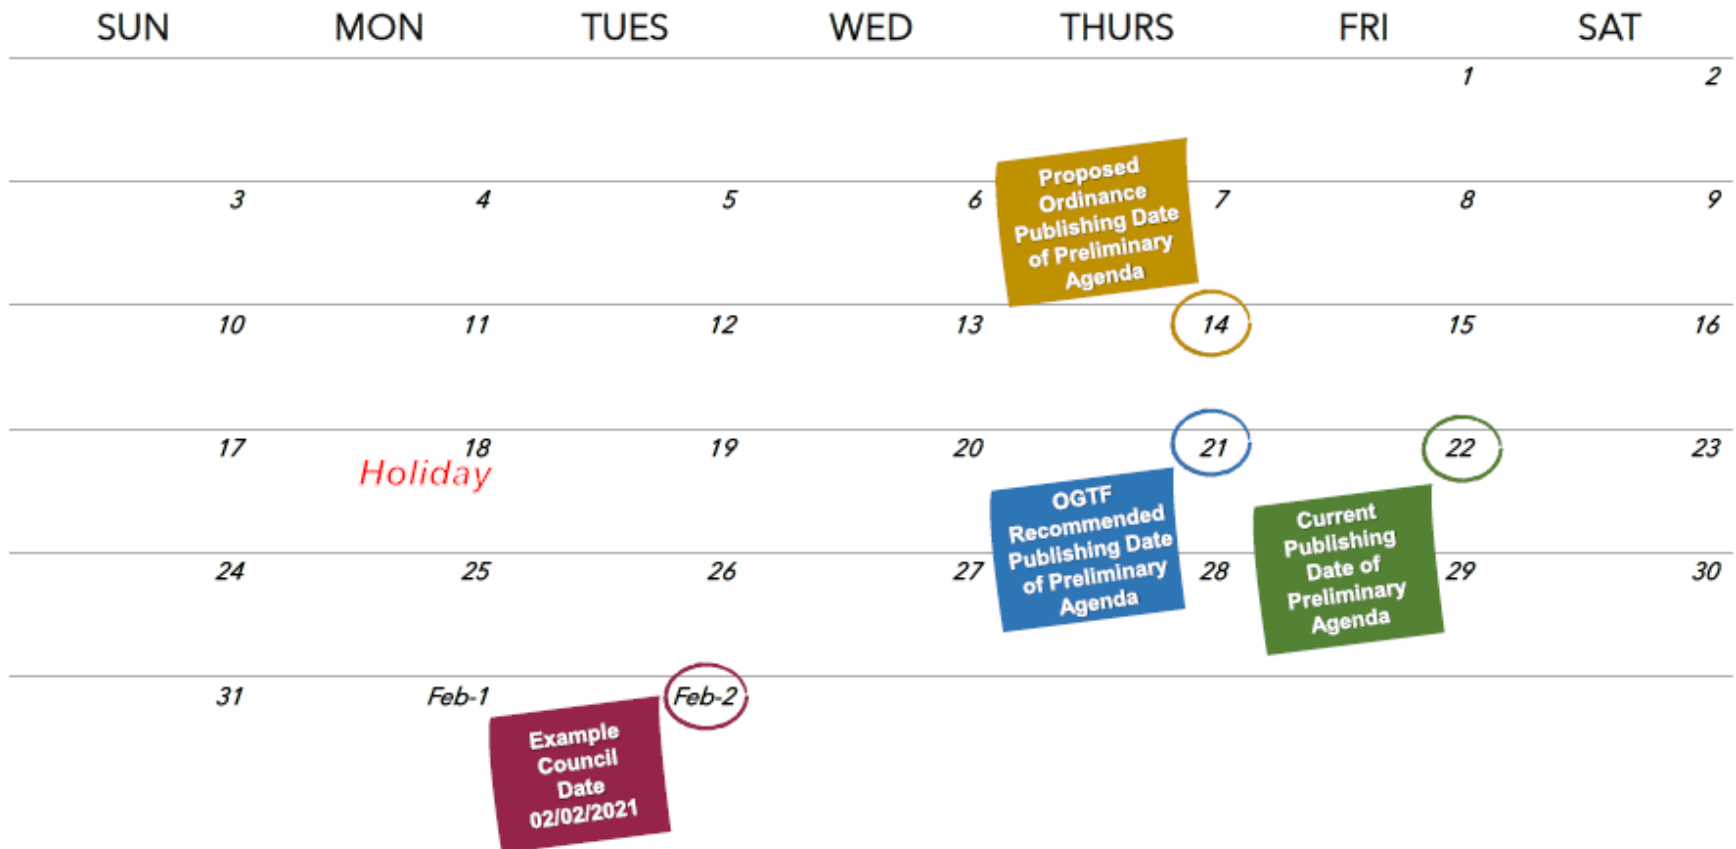 SUN MON TUES WED THURS FRI SAT
1 2
Proposed
Ordinance
Publishing Date
of Preliminary
Agenda
3 4 5 6 7 8 9
10 11 12 13 14 15 16
17 18 19 20 21 22 23
Holiday
OGTF
Recommended
Publishing Date
of Preliminary
Agenda
Current
Publishing
Date of
Preliminary
Agenda
24 25 26 27 28 29 30
31 Feb-1 Feb-2
Example
Council
Date
02/02/2021